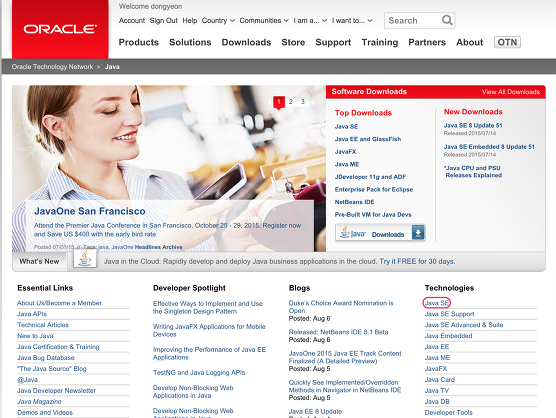 Welcome dongyeon
Account Sign Out Help Country Communities I am a... I want to... Search
ORACLE
Products Solutions Downloads Store Support Training Partners About OTN
Oracle Technology Network > Java
Software Downloads View All Downloads
1 2 3
Top Downloads
Java SE
Java EE and GlassFish
JavaFX
Java ME
JDeveloper 11g and ADF
Enterprise Pack for Eclipse
NetBeans IDE
Pre-Built VM for Java Devs
Java Downloads
New Downloads
Java SE 8 Update 51
Released 2015/07/14
Java SE Embedded 8 Update 51
Released 2015/07/14
*Java CPU and PSU
Releases Explained
JavaOne San Francisco
Attend the Premier Java Conference in San Francisco, October 25 - 29, 2015. Register now
and Save US $400 with the early bird rate
Posted 07/01/15 // Tags: java, JavaOne Headlines Archive
What's New Java in the Cloud: Rapidly develop and deploy Java business applications in the cloud. Try it FREE for 30 days.
Essential Links
About Us/Become a Member
Java APIs
Technical Articles
New to Java
Java Certification & Training
Java Bug Database
"The Java Source" Blog
@Java
Java Developer Newsletter
Java Magazine
Demos and Videos
Developer Spotlight
Effective Ways to Implement and Use
the Singleton Design Pattern
Writing JavaFX Applications for Mobile
Devices
Improving the Performance of Java EE
Applications
TestNG and Java Logging APIs
Develop Non-Blocking Web
Applications in Java
Develop Non-Blocking Web
Applications in Java
Blogs
Duke's Choice Award Nomination is
Open
Posted: Aug 6
Released: NetBeans IDE 8.1 Beta
Posted: Aug 6
JavaOne 2015 Java EE Track Content
Finalized (A Detailed Preview)
Posted: Aug 5
Quickly See Implemented/Overridden
Methods in Navigator in NetBeans IDE
Posted: Aug 5
Java EE 8 Update
Technologies
Java SE
Java SE Support
Java SE Advanced & Suite
Java Embedded
Java EE
Java ME
JavaFX
Java Card
Java TV
Java DB
Developer Tools